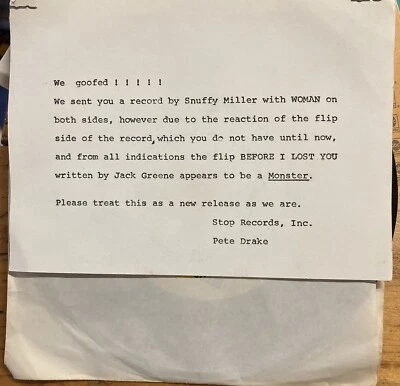 We goofed ! ! ! ! !
We sent you a record by Snuffy Miller with WOMAN on
both sides, however due to the reaction of the flip
side of the record, which you do not have until now,
and from all indications the flip BEFORE I LOST YOU
written by Jack Greene appears to be a Monster.
Please treat this as a new release as we are.
Stop Records, Inc.
Pete Drake